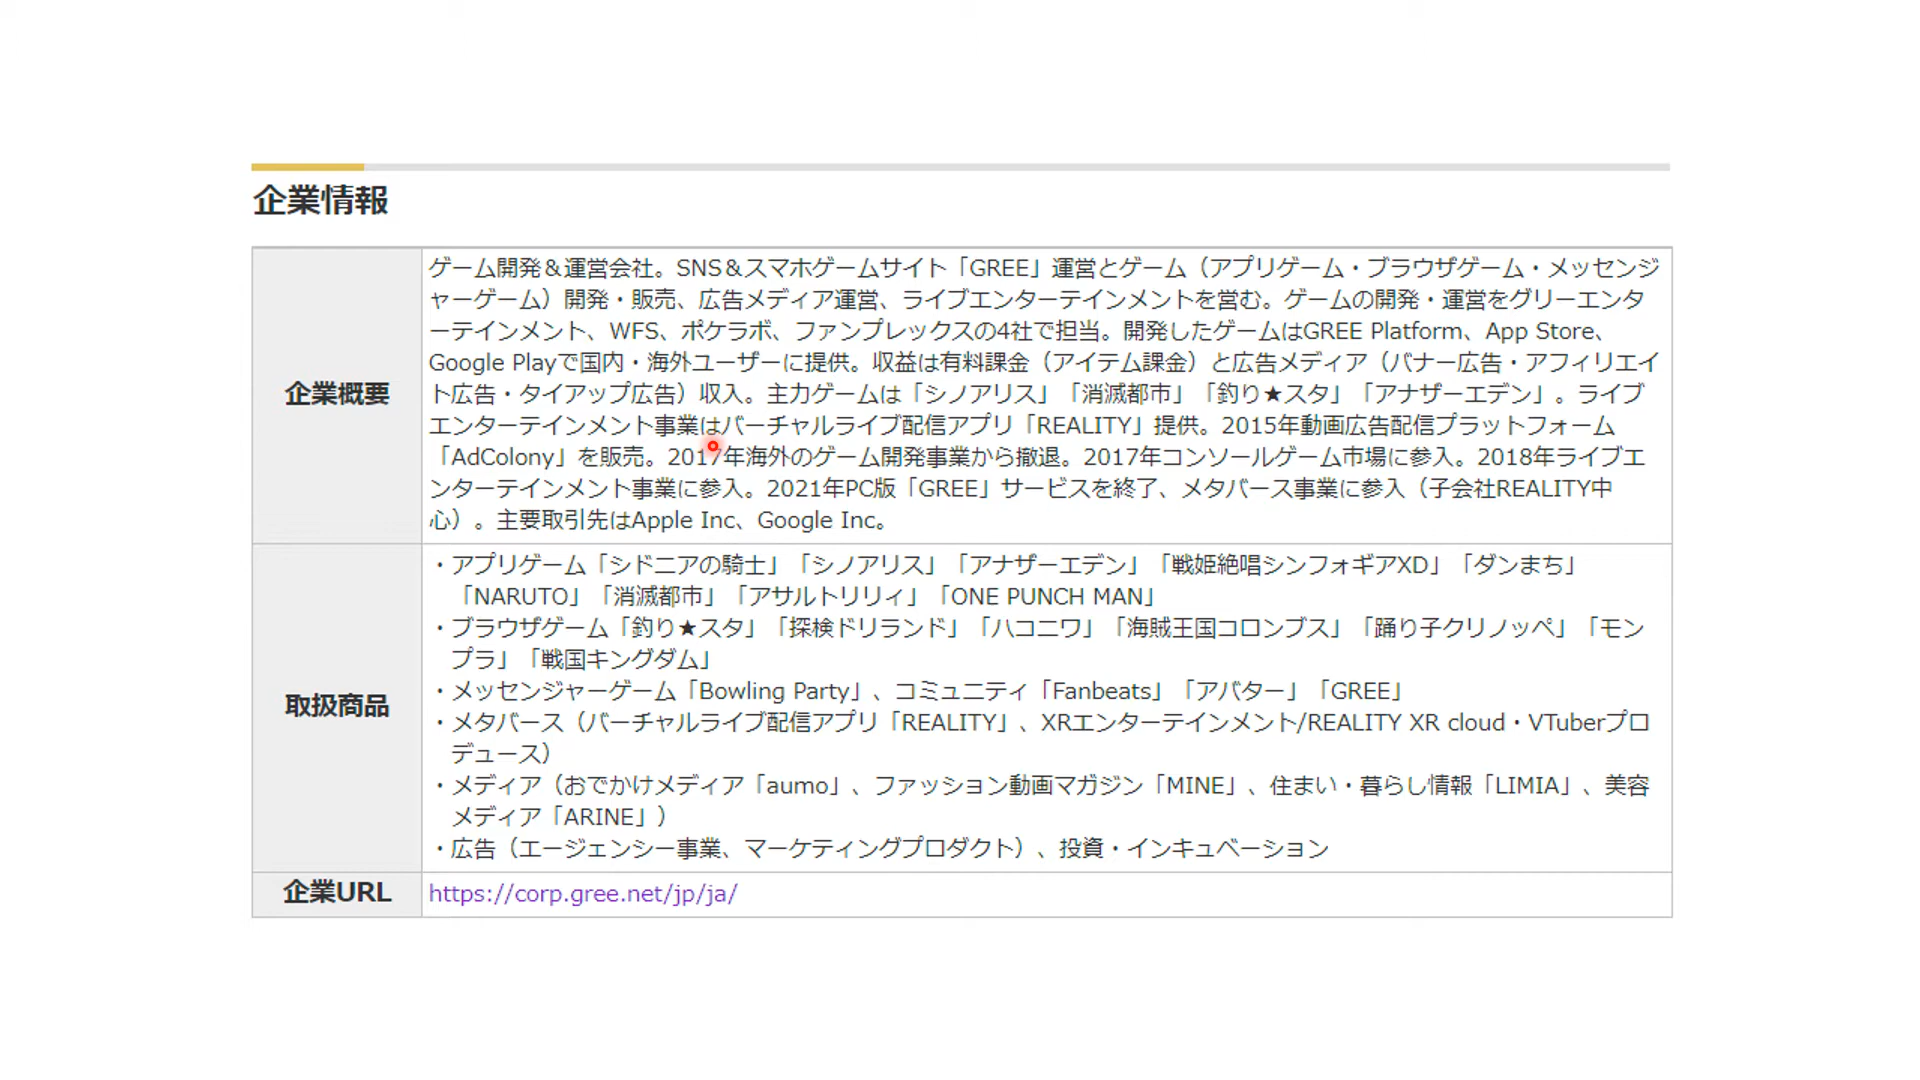 企業情報
企業概要
ゲーム開発＆運営会社。SNS＆スマホゲームサイト「GREE」運営とゲーム（アプリゲーム・ブラウザゲーム・メッセンジ
ャーゲーム）開発・販売、広告メディア運営、ライブエンターテインメントを営む。ゲームの開発・運営をグリーエンタ
ーテインメント、WFS、ポケラボ、ファンプレックスの4社で担当。開発したゲームはGREE Platform、App Store、
Google Playで国内・海外ユーザーに提供。収益は有料課金（アイテム課金）と広告メディア（バナー広告・アフィリエイ
ト広告・タイアップ広告）収入。主力ゲームは「シノアリス」「消滅都市」「釣り★スタ」「アナザーエデン」。ライブ
エンターテインメント事業はバーチャルライブ配信アプリ「REALITY」提供。2015年動画広告配信プラットフォーム
「AdColony」を販売。2017年海外のゲーム開発事業から撤退。2017年コンソールゲーム市場に参入。2018年ライブエ
ンターテインメント事業に参入。2021年PC版「GREE」サービスを終了、メタバース事業に参入（子会社REALITY中
心）。主要取引先はApple Inc、Google Inc。
取扱商品
・アプリゲーム「シドニアの騎士」「シノアリス」「アナザーエデン」「戦姫絶唱シンフォギアXD」「ダンまち」
「NARUTO」「消滅都市」「アサルトリリィ」「ONE PUNCH MAN」
・ブラウザゲーム「釣り★スタ」「探検ドリランド」「ハコニワ」「海賊王国コロンブス」「踊り子クリノッペ」「モン
プラ」「戦国キングダム」
・メッセンジャーゲーム「Bowling Party」、コミュニティ「Fanbeats」「アバター」「GREE」
・メタバース（バーチャルライブ配信アプリ「REALITY」、XRエンターテインメント/REALITY XR cloud・VTuberプロ
デュース）
・メディア（おでかけメディア「aumo」、ファッション動画マガジン「MINE」、住まい・暮らし情報「LIMIA」、美容
メディア「ARINE」）
・広告（エージェンシー事業、マーケティングプロダクト）、投資・インキュベーション
企業URL
https://corp.gree.net/jp/ja/